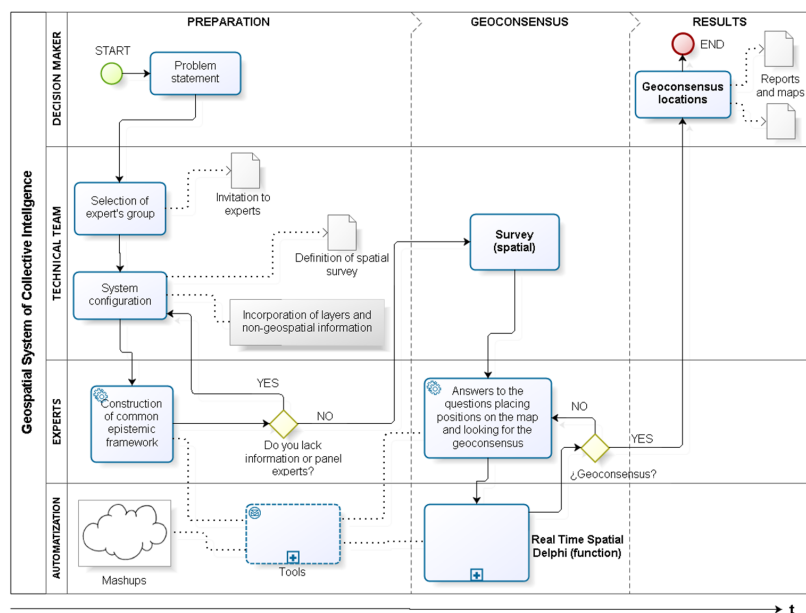 PREPARATION
GEOCONSENSUS
RESULTS
Geospatial System of Collective Intellgence
DECISION MAKER
START
Problem
statement
END
Reports
and maps
Geoconsensus
locations
TECHNICAL TEAM
Selection of
expert's group
Invitation to
experts
Survey
(spatial)
Definition of spatial
survey
System
configuration
Incorporation of layers and
non-geospatial information
EXPERTS
YES
Construction
of common
epistemic
framework
NO
Do you lack
information or panel
experts?
Answers to the
questions placing
positions on the map
and looking for the
geoconsensus
NO
YES
¿Geoconsensus?
AUTOMATIZATION
Mashups
Tools
Real Time Spatial
Delphi (function)
t